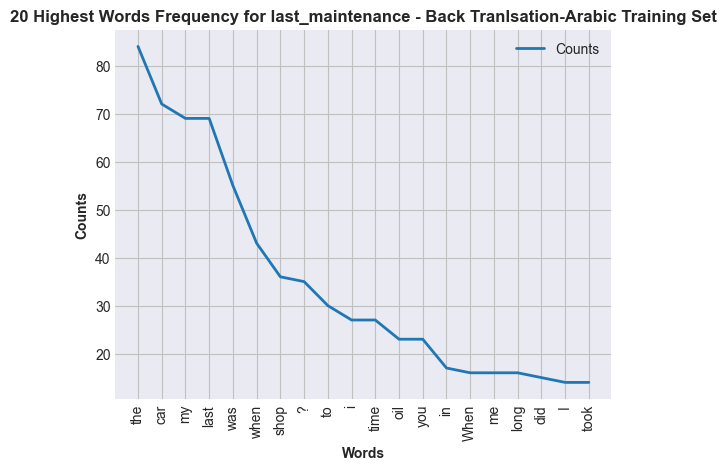 20 Highest Words Frequency for last_maintenance - Back Tranlsation-Arabic Training Set
Counts
80
70
60
50
40
30
20
Counts
the
car
my
last
was
when
shop
?
to
i
time
oil
you
in
When
me
long
did
I
took
Words